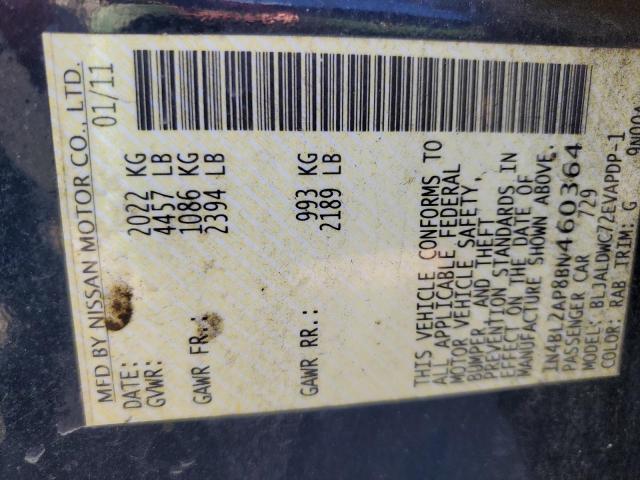 MFD BY NISSAN MOTOR CO., LTD.
DATE: 01/11
GVWR: 2022 KG
4457 LB
GAWR FR.: 1086 KG
2394 LB
GAWR RR.: 993 KG
2189 LB
THIS VEHICLE CONFORMS TO
ALL APPLICABLE FEDERAL
MOTOR VEHICLE SAFETY,
BUMPER, AND THEFT
PREVENTION STANDARDS IN
EFFECT ON THE DATE OF
MANUFACTURE SHOWN ABOVE.
1N4BL2AP8BN460364
PASSENGER CAR 729
MODEL: BLJALDWC72EVAPDP-1
COLOR: RAB TRIM: G